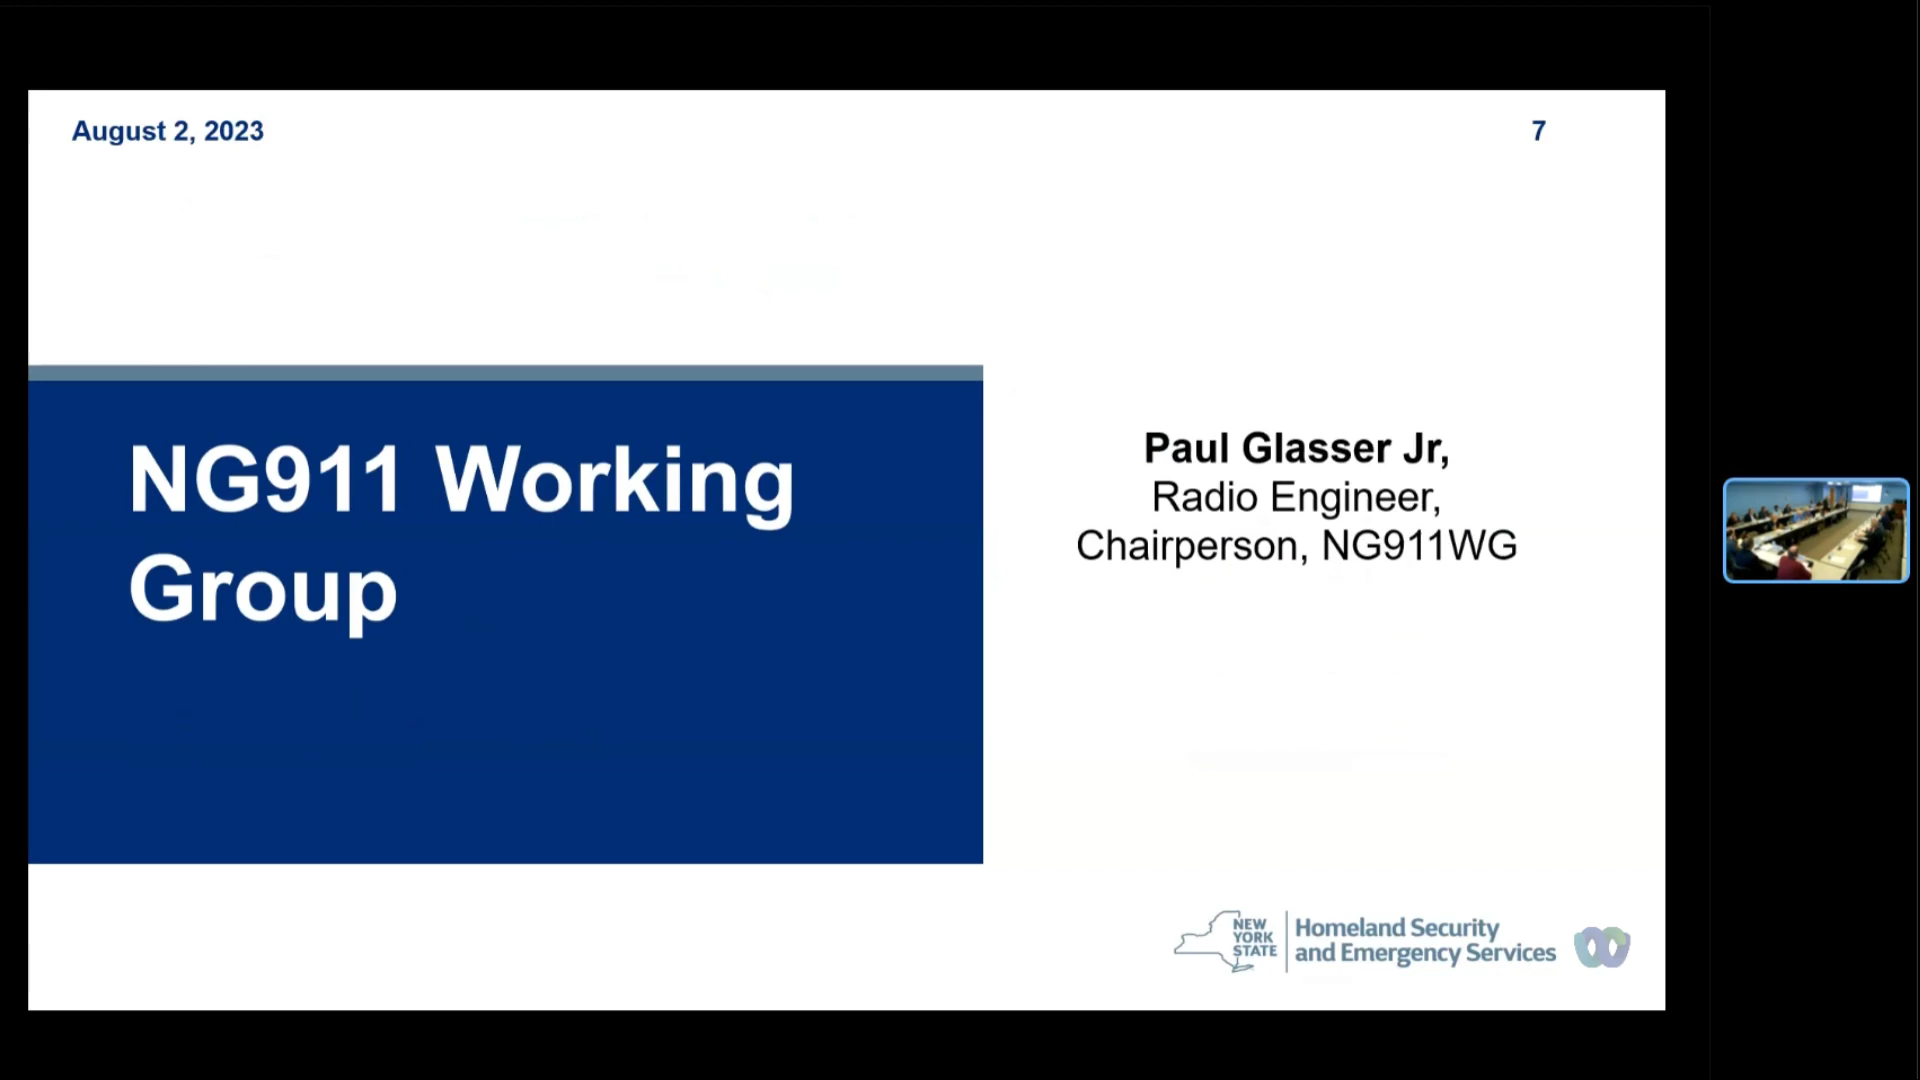 August 2, 2023
7
NG911 Working
Group
Paul Glasser Jr,
Radio Engineer,
Chairperson, NG911WG
NEW
YORK
STATE
Homeland Security
and Emergency Services